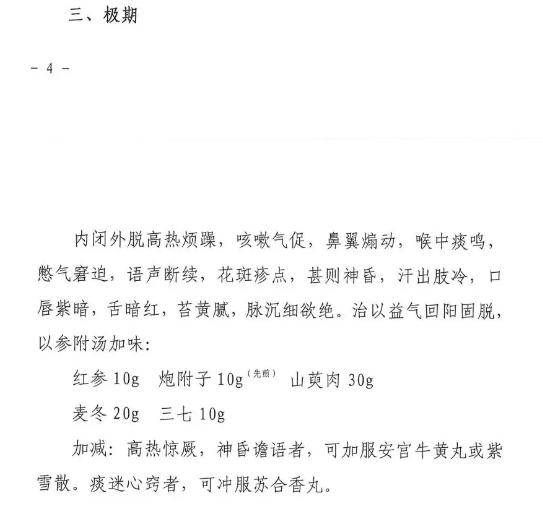 三、极期
- 4 -
内闭外脱高热烦躁，咳嗽气促，鼻翼煽动，喉中痰鸣，
憋气窘迫，语声断续，花斑疹点，甚则神昏，汗出肢冷，口
唇紫暗，舌暗红，苔黄腻，脉沉细欲绝。治以益气回阳固脱，
以参附汤加味：
红参 10g 炮附子 10g（先煎） 山萸肉 30g
麦冬 20g 三七 10g
加减：高热惊厥，神昏谵语者，可加服安宫牛黄丸或紫
雪散。痰迷心窍者，可冲服苏合香丸。